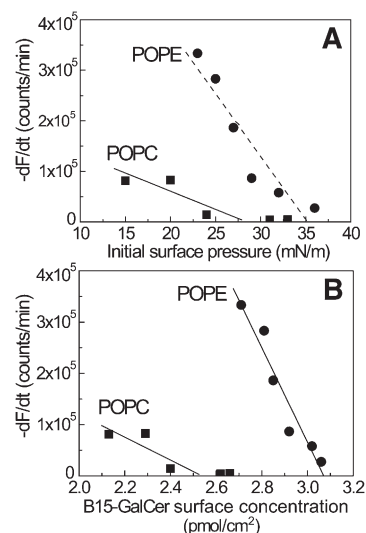 A
4x10⁵
3x10⁵
2x10⁵
1x10⁵
0
-dF/dt (counts/min)
POPE
POPC
10 15 20 25 30 35 40
Initial surface pressure (mN/m)
B
4x10⁵
3x10⁵
2x10⁵
1x10⁵
0
-dF/dt (counts/min)
POPE
POPC
2.0 2.2 2.4 2.6 2.8 3.0 3.2
B15-GalCer surface concentration
(pmol/cm²)